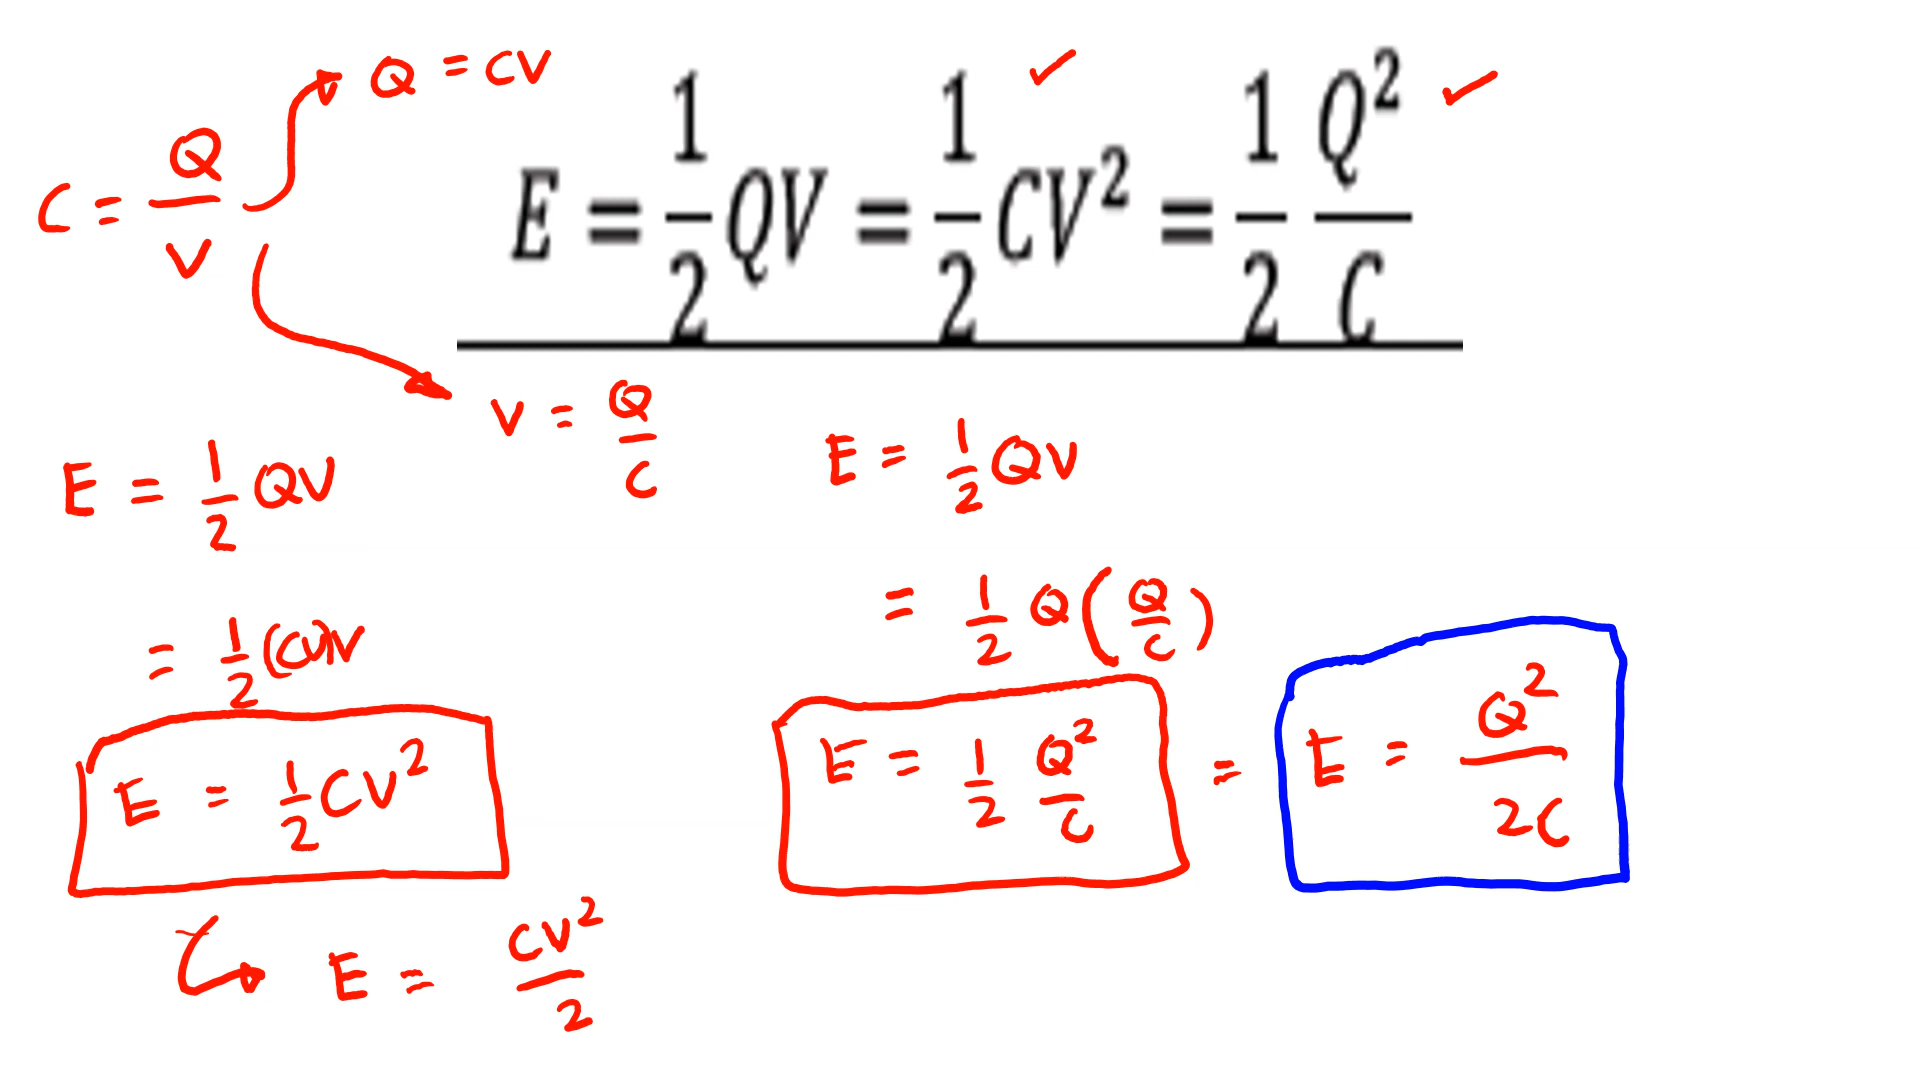 Q = CV
E = 1/2 QV = 1/2 CV² = 1/2 Q²/C
C = Q/V
V = Q/C
E = 1/2 QV
= 1/2 (CV)V
E = 1/2 CV²
E = CV²/2
E = 1/2 QV
= 1/2 Q(Q/C)
E = 1/2 Q²/C = E = Q²/2C